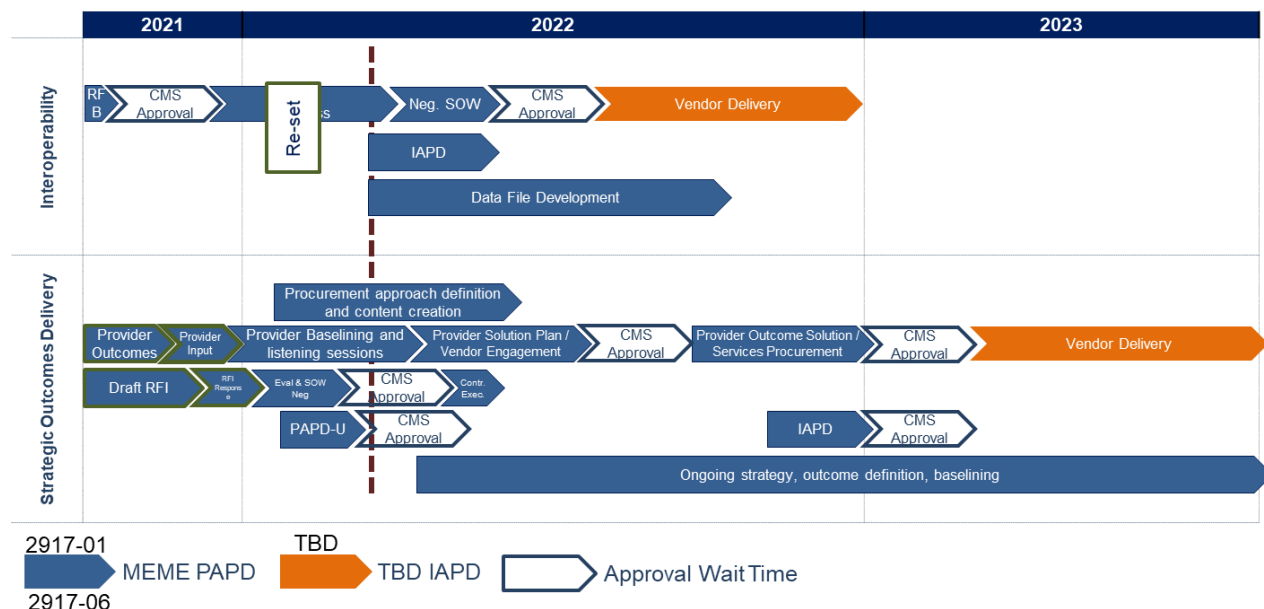 2021 2022 2023
Interoperability
RF
B
CMS
Approval
ss
Re-set
Neg. SOW
CMS
Approval
Vendor Delivery
IAPD
Data File Development
Strategic Outcomes Delivery
Procurement approach definition
and content creation
Provider
Outcomes
Provider
Input
Provider Baselining and
listening sessions
Provider Solution Plan /
Vendor Engagement
CMS
Approval
Provider Outcome Solution /
Services Procurement
CMS
Approval
Vendor Delivery
Draft RFI
RFI
Respons
e
Eval & SOW
Neg
CMS
Approval
Contr.
Exec.
PAPD-U
CMS
Approval
IAPD
CMS
Approval
Ongoing strategy, outcome definition, baselining
2917-01
MEME PAPD
2917-06
TBD
TBD IAPD
Approval Wait Time